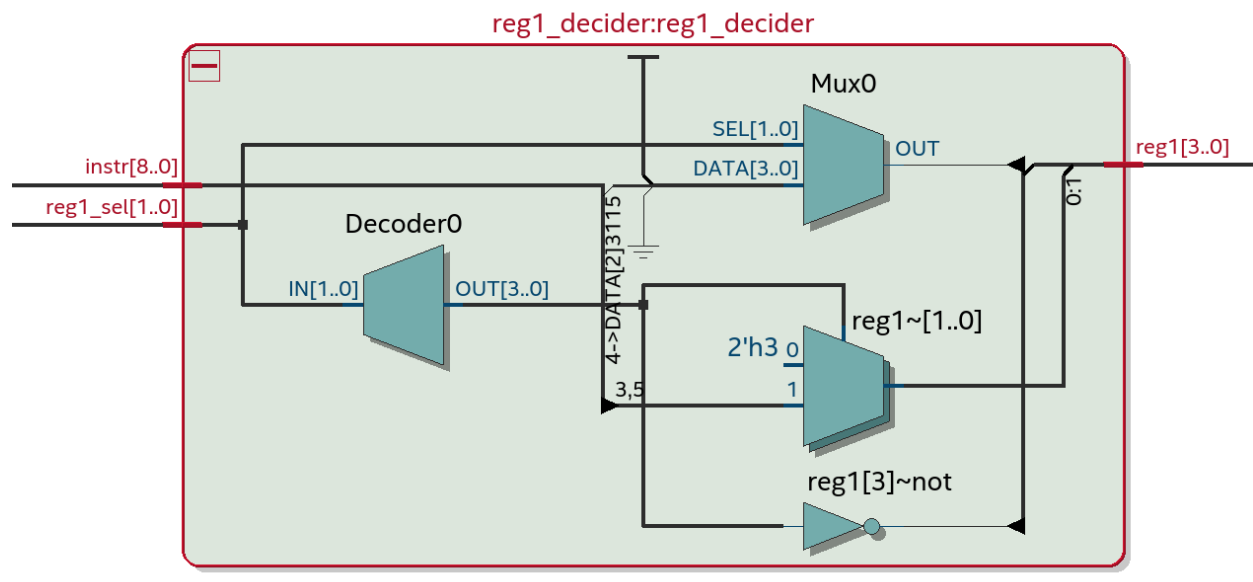 reg1_decider:reg1_decider
Mux0
SEL[1..0]
OUT
reg1[3..0]
instr[8..0]
DATA[3..0]
reg1_sel[1..0]
0:1
4->DATA[2]3115
Decoder0
IN[1..0]
OUT[3..0]
reg1~[1..0]
2'h3
0
1
3,5
reg1[3]~not